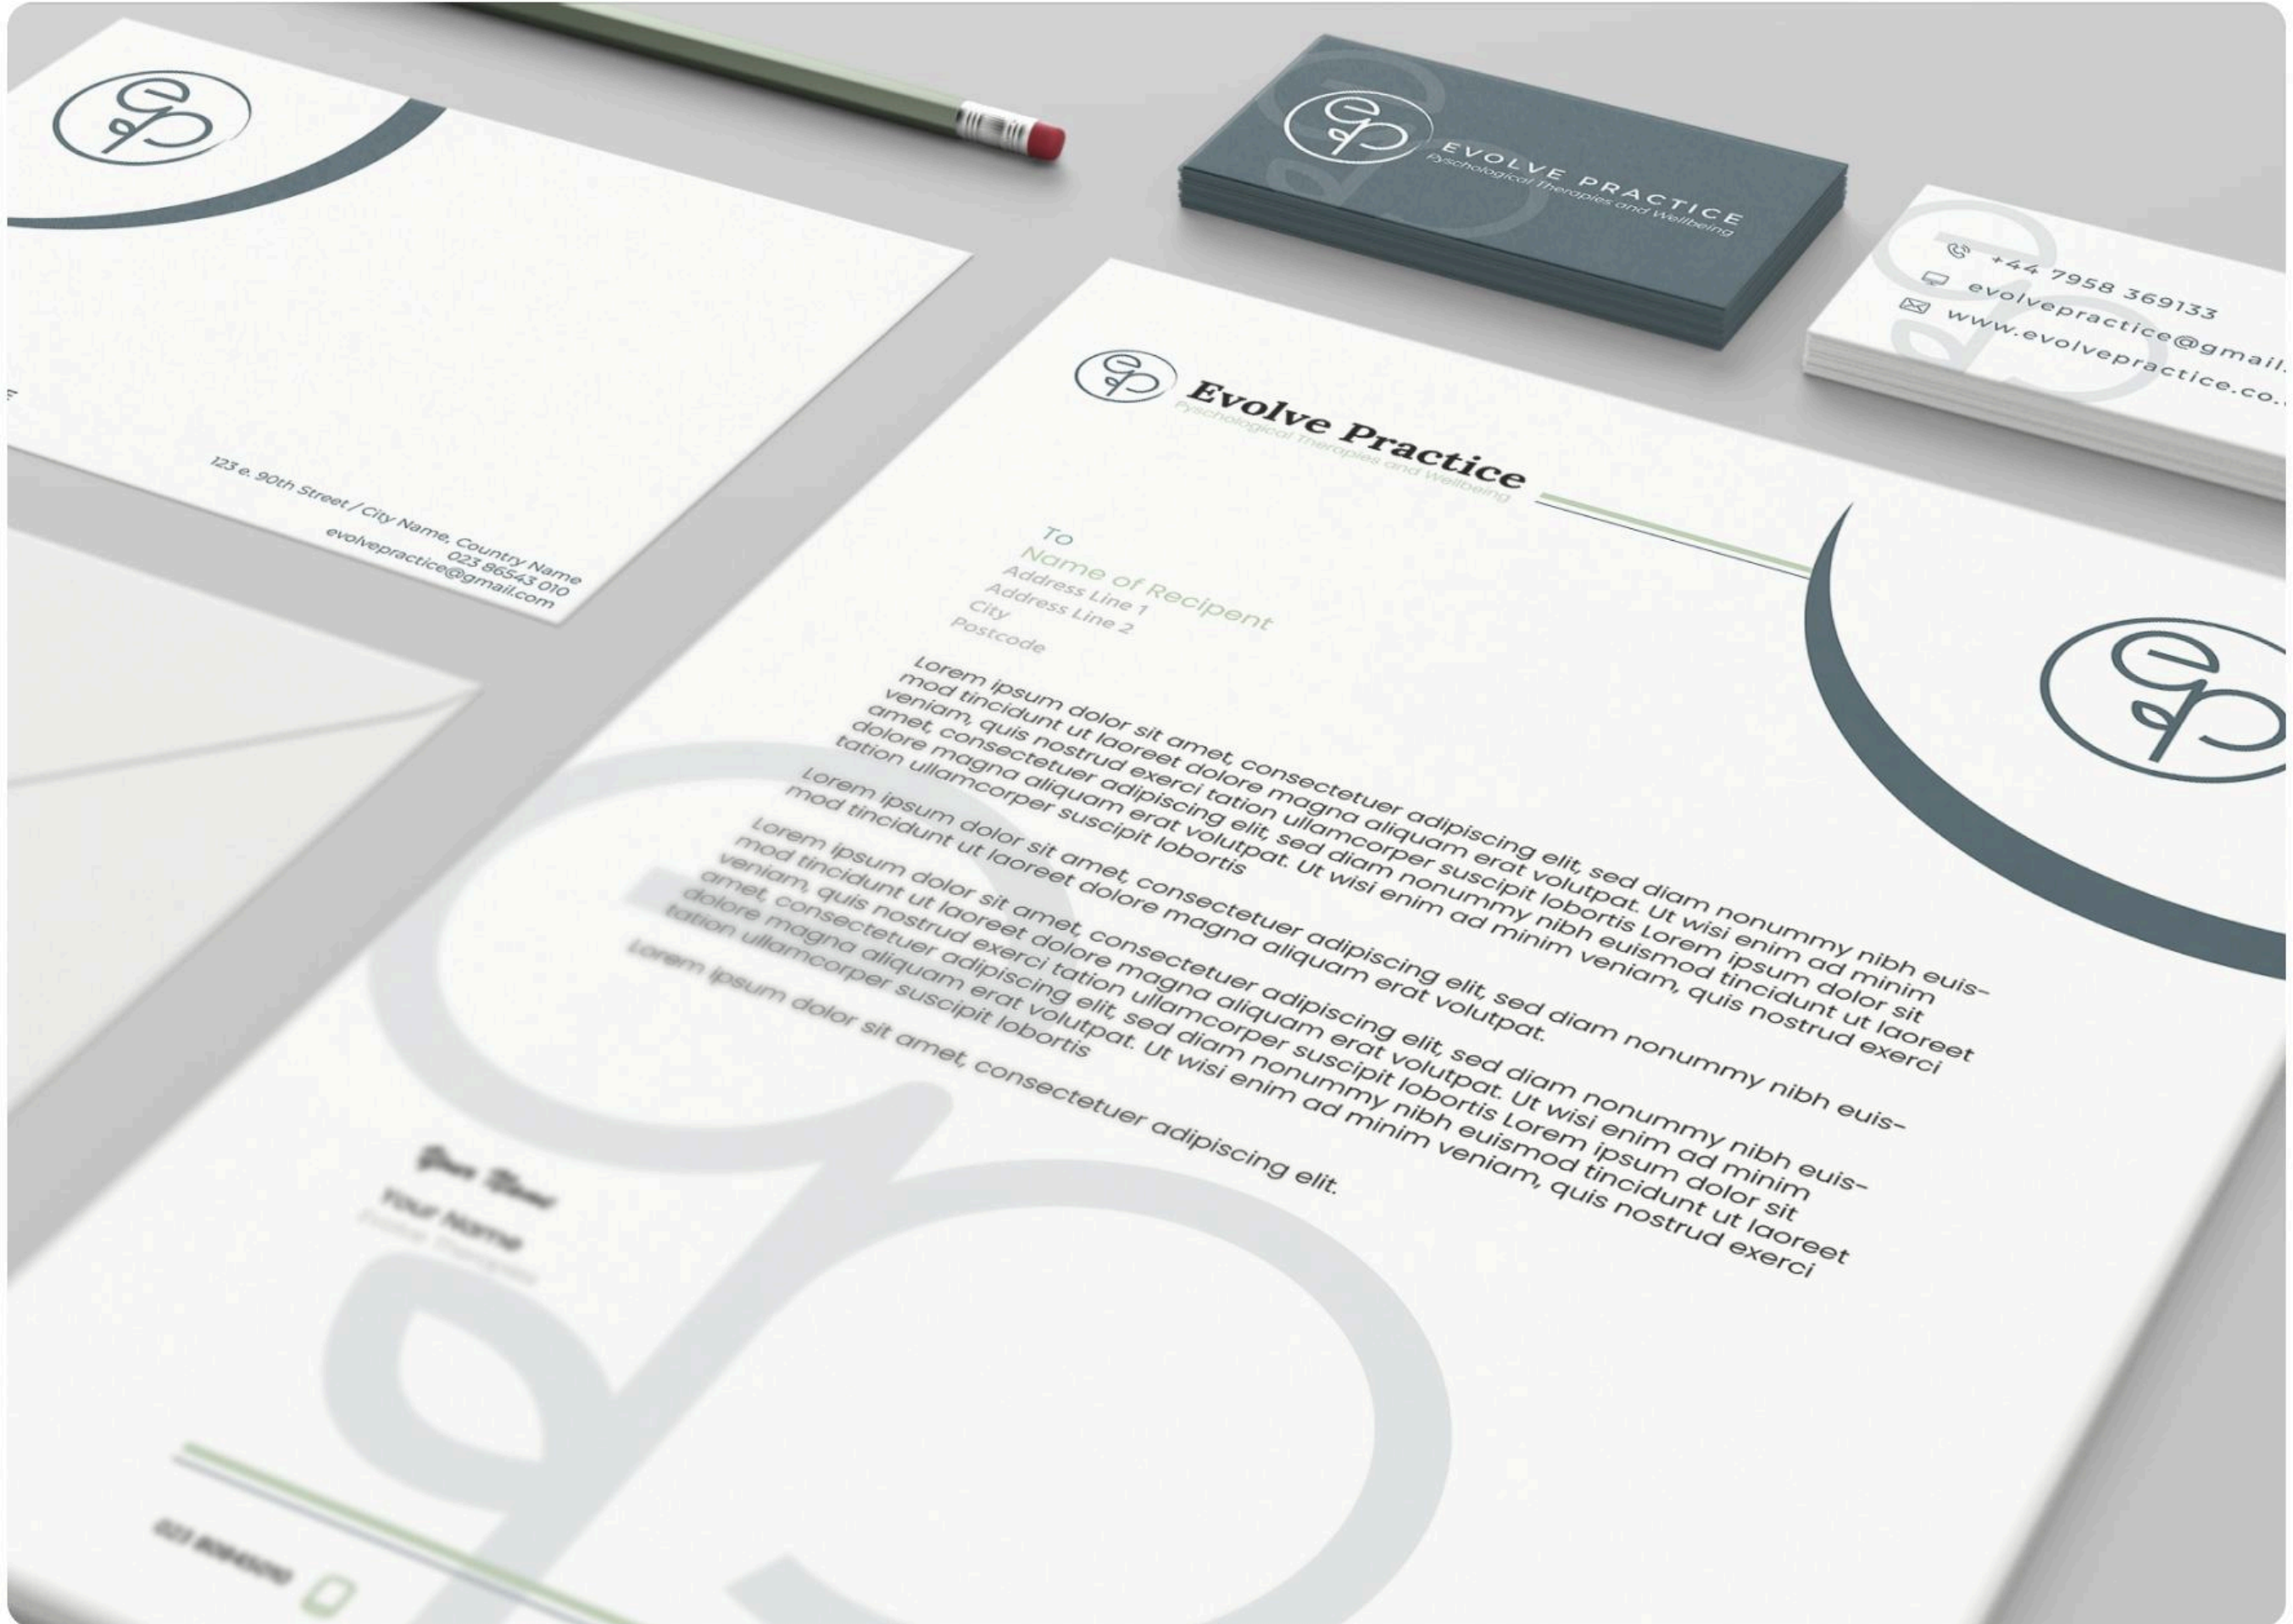 ep
EVOLVE PRACTICE
Pyschological Therapies and Wellbeing
+44 7958 369133
evolvepractice@gmail.
www.evolvepractice.co.
123 e. 90th Street / City Name, Country Name
023 86543 010
evolvepractice@gmail.com
ep
Evolve Practice
Pyschological Therapies and Wellbeing
ep
To
Name of Recipent
Address Line 1
Address Line 2
City
Postcode
Lorem ipsum dolor sit amet, consectetuer adipiscing elit, sed diam nonummy nibh euis-
mod tincidunt ut laoreet dolore magna aliquam erat volutpat. Ut wisi enim ad minim
veniam, quis nostrud exerci tation ullamcorper suscipit lobortis Lorem ipsum dolor sit
amet, consectetuer adipiscing elit, sed diam nonummy nibh euismod tincidunt ut laoreet
dolore magna aliquam erat volutpat. Ut wisi enim ad minim veniam, quis nostrud exerci
tation ullamcorper suscipit lobortis
Lorem ipsum dolor sit amet, consectetuer adipiscing elit, sed diam nonummy nibh euis-
mod tincidunt ut laoreet dolore magna aliquam erat volutpat.
Lorem ipsum dolor sit amet, consectetuer adipiscing elit, sed diam nonummy nibh euis-
mod tincidunt ut laoreet dolore magna aliquam erat volutpat. Ut wisi enim ad minim
veniam, quis nostrud exerci tation ullamcorper suscipit lobortis Lorem ipsum dolor sit
amet, consectetuer adipiscing elit, sed diam nonummy nibh euismod tincidunt ut laoreet
dolore magna aliquam erat volutpat. Ut wisi enim ad minim veniam, quis nostrud exerci
tation ullamcorper suscipit lobortis
Lorem ipsum dolor sit amet, consectetuer adipiscing elit.
Your Name
Your Name